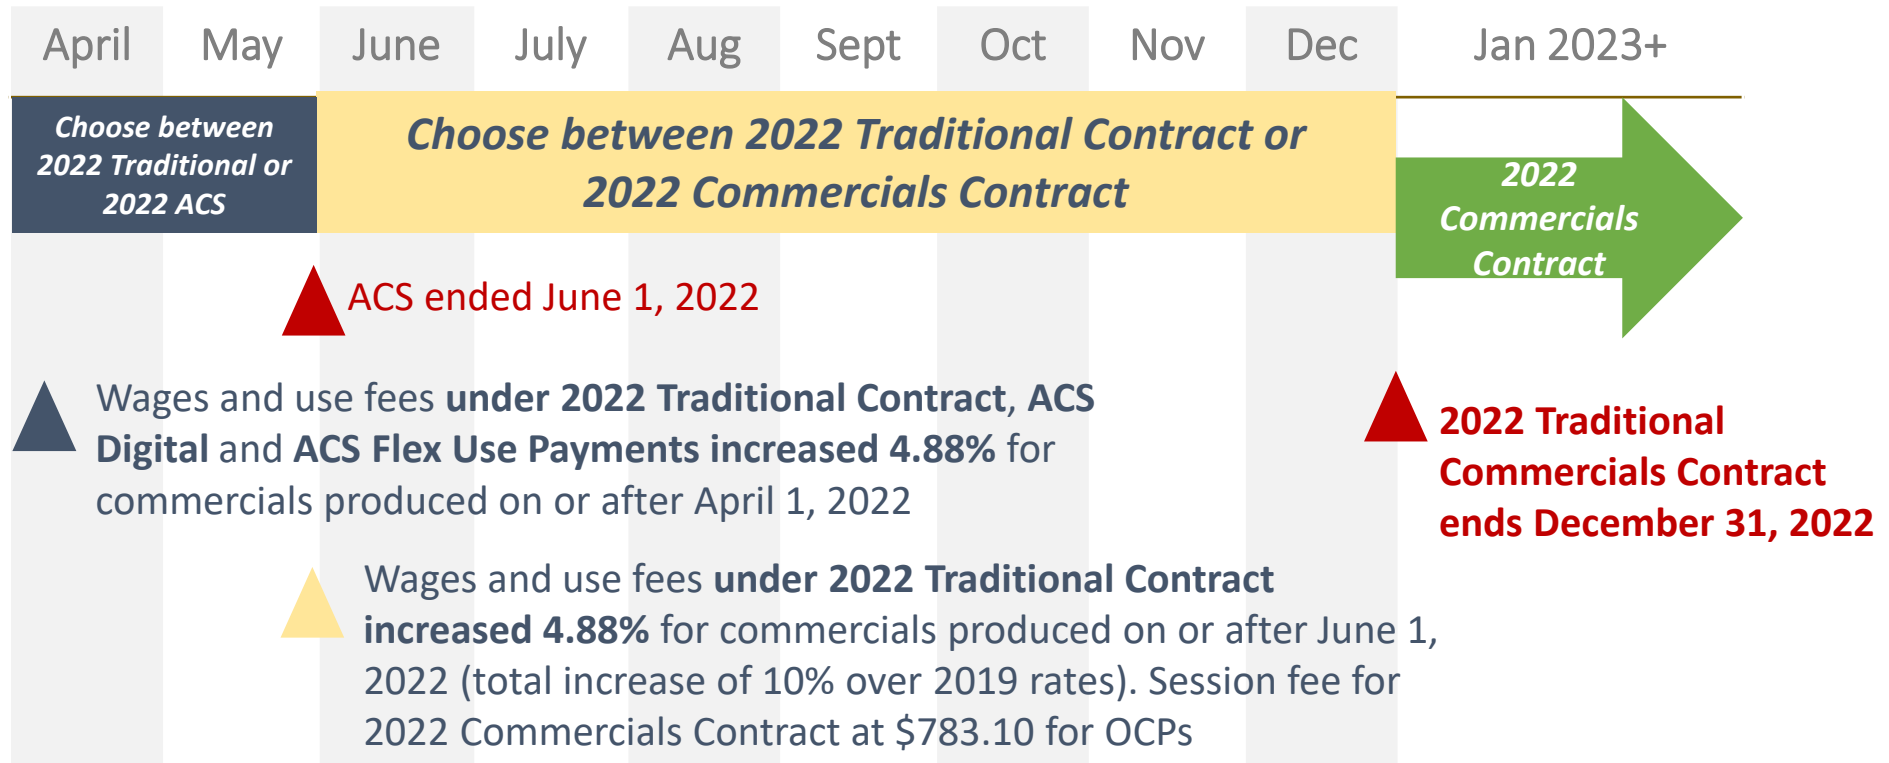 April May June July Aug Sept Oct Nov Dec Jan 2023+
Choose between
2022 Traditional or
2022 ACS
Choose between 2022 Traditional Contract or
2022 Commercials Contract
2022
Commercials
Contract
ACS ended June 1, 2022
Wages and use fees under 2022 Traditional Contract, ACS
Digital and ACS Flex Use Payments increased 4.88% for
commercials produced on or after April 1, 2022
2022 Traditional
Commercials Contract
ends December 31, 2022
Wages and use fees under 2022 Traditional Contract
increased 4.88% for commercials produced on or after June 1,
2022 (total increase of 10% over 2019 rates). Session fee for
2022 Commercials Contract at $783.10 for OCPs